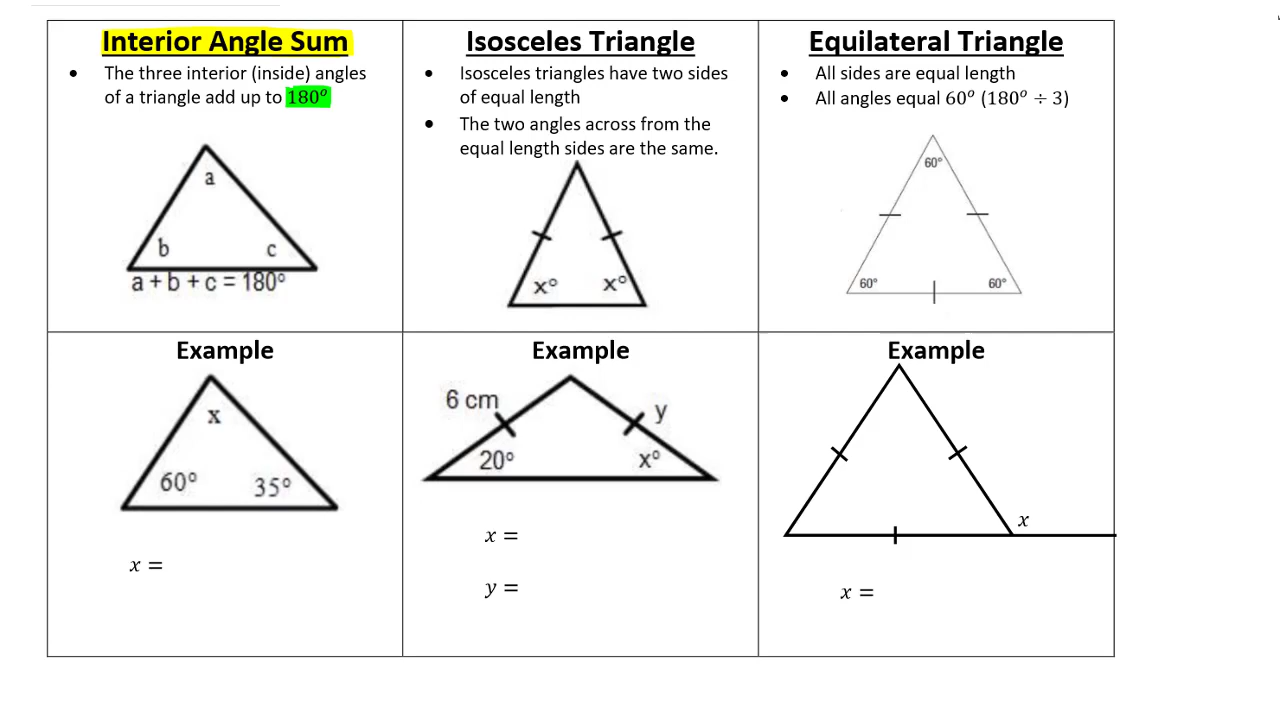 Interior Angle Sum
• The three interior (inside) angles
of a triangle add up to 180°
a
b
c
a + b + c = 180°
Isosceles Triangle
• Isosceles triangles have two sides
of equal length
• The two angles across from the
equal length sides are the same.
x°
x°
Equilateral Triangle
• All sides are equal length
• All angles equal 60° (180° ÷ 3)
60°
60°
60°
Example
x
60°
35°
x =
Example
6 cm
y
20°
x°
x =
y =
Example
x
x =